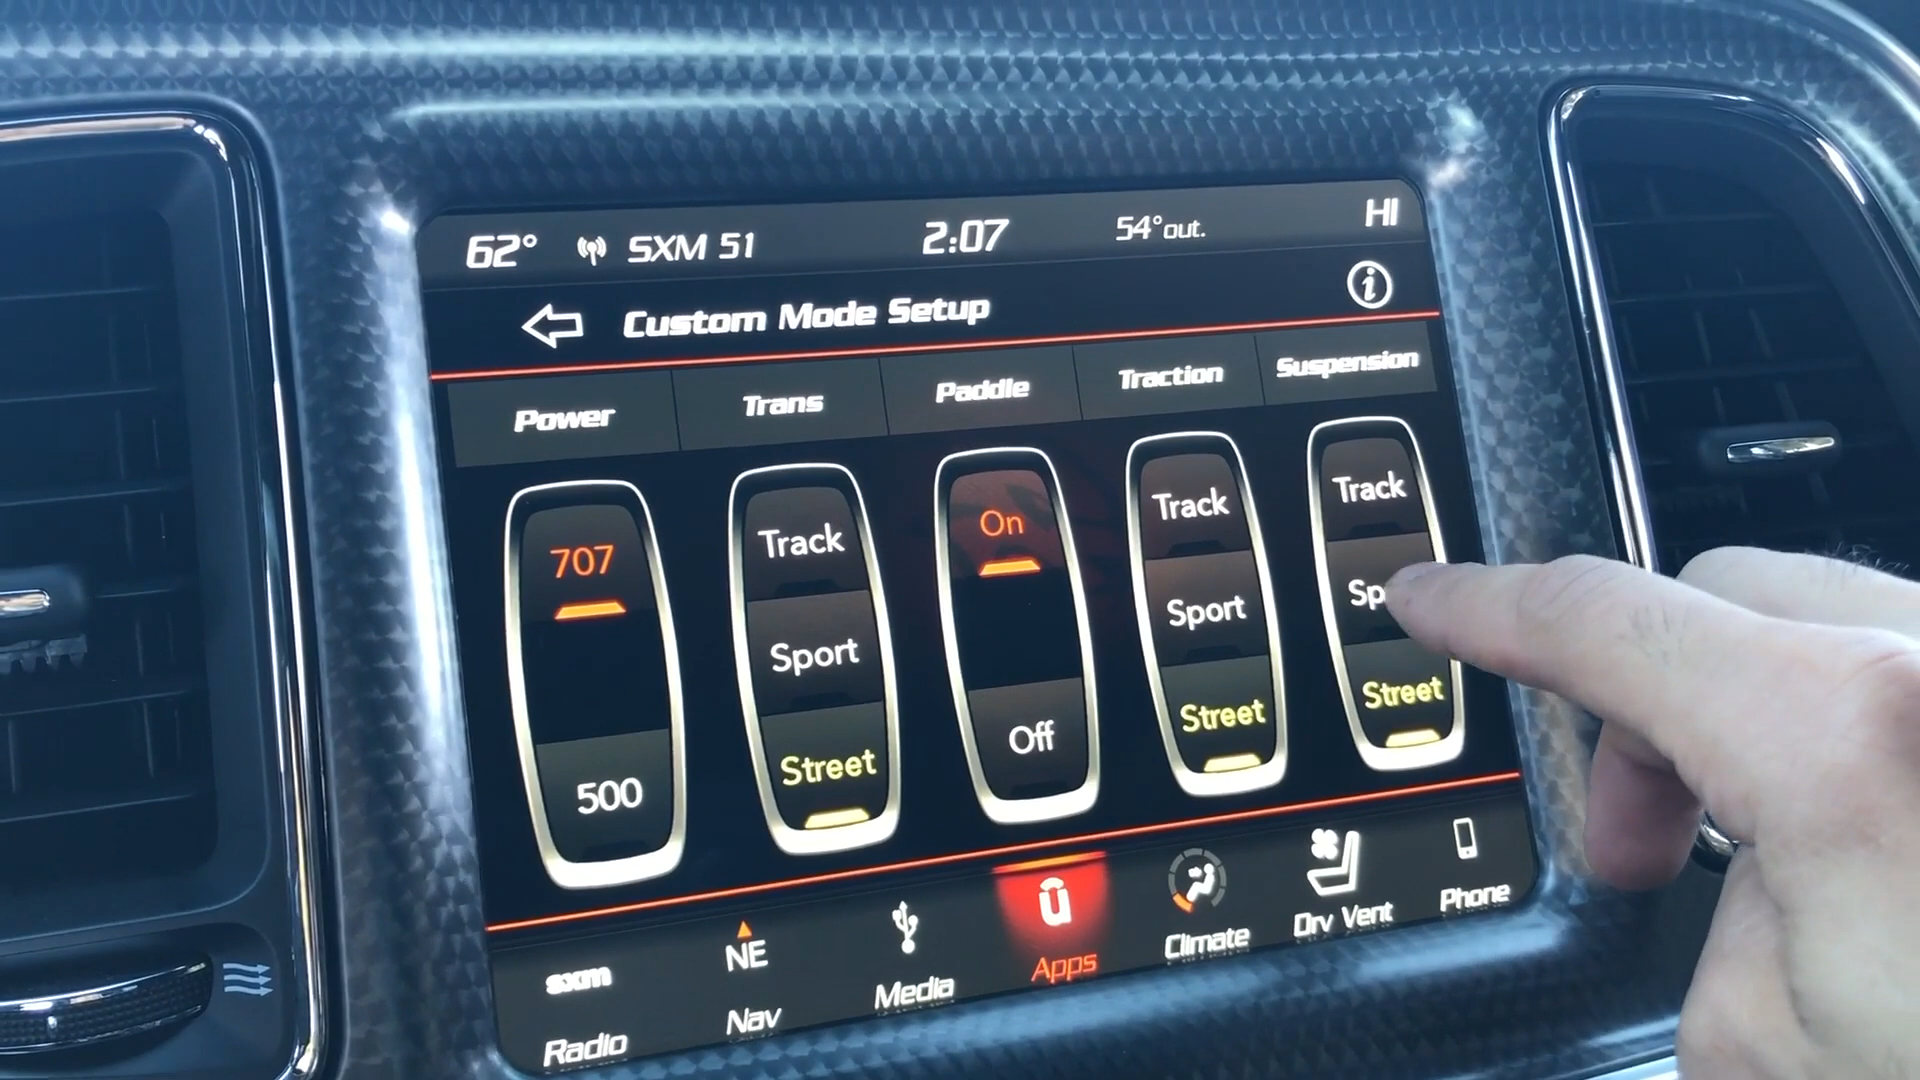 62° SXM 51 2:07 54°out. HI
Custom Mode Setup
Power Trans Paddle Traction Suspension
707
500
Track
Sport
Street
On
Off
Track
Sport
Street
Track
Sp
Street
sxm
Radio
NE
Nav
Media
Apps
Climate
Drv Vent
Phone